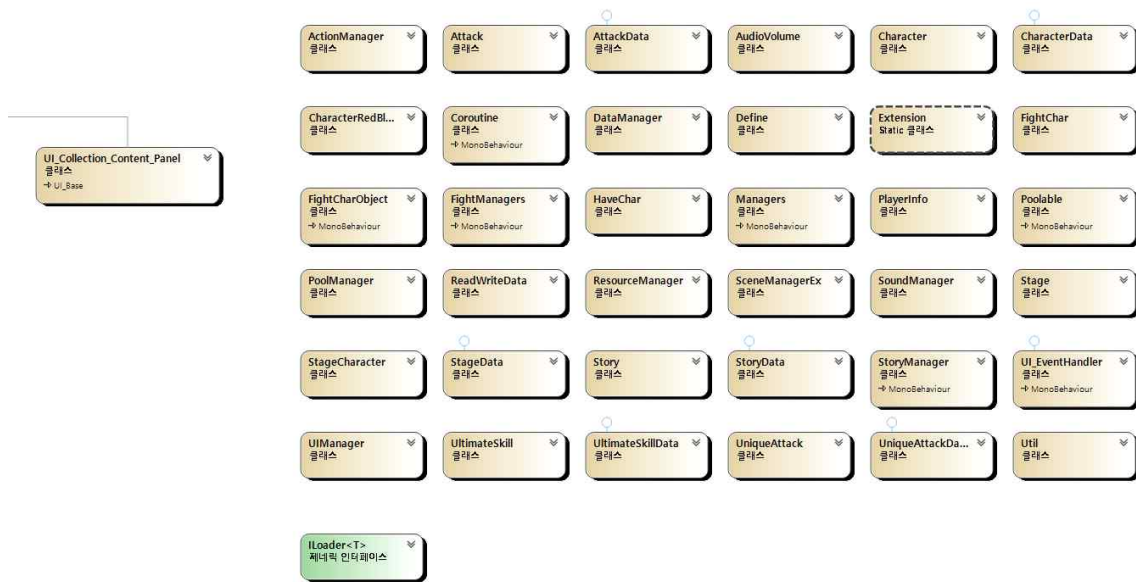 ActionManager
클래스
Attack
클래스
AttackData
클래스
AudioVolume
클래스
Character
클래스
CharacterData
클래스
UI_Collection_Content_Panel
클래스
UI_Base
CharacterRedBl...
클래스
Coroutine
클래스
MonoBehaviour
DataManager
클래스
Define
클래스
Extension
Static 클래스
FightChar
클래스
FightCharObject
클래스
MonoBehaviour
FightManagers
클래스
MonoBehaviour
HaveChar
클래스
Managers
클래스
MonoBehaviour
PlayerInfo
클래스
Poolable
클래스
MonoBehaviour
PoolManager
클래스
ReadWriteData
클래스
ResourceManager
클래스
SceneManagerEx
클래스
SoundManager
클래스
Stage
클래스
StageCharacter
클래스
StageData
클래스
Story
클래스
StoryData
클래스
StoryManager
클래스
MonoBehaviour
UI_EventHandler
클래스
MonoBehaviour
UIManager
클래스
UltimateSkill
클래스
UltimateSkillData
클래스
UniqueAttack
클래스
UniqueAttackDa...
클래스
Util
클래스
ILoader<T>
제네릭 인터페이스